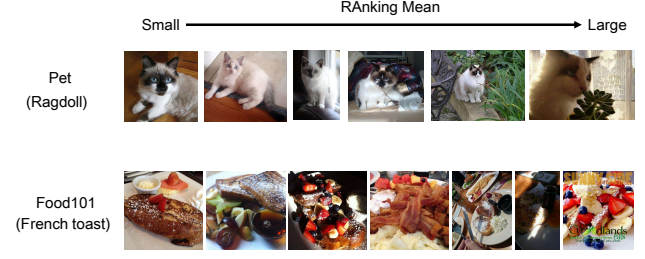 RAnking Mean
Small
Large
Pet
(Ragdoll)
Food101
(French toast)